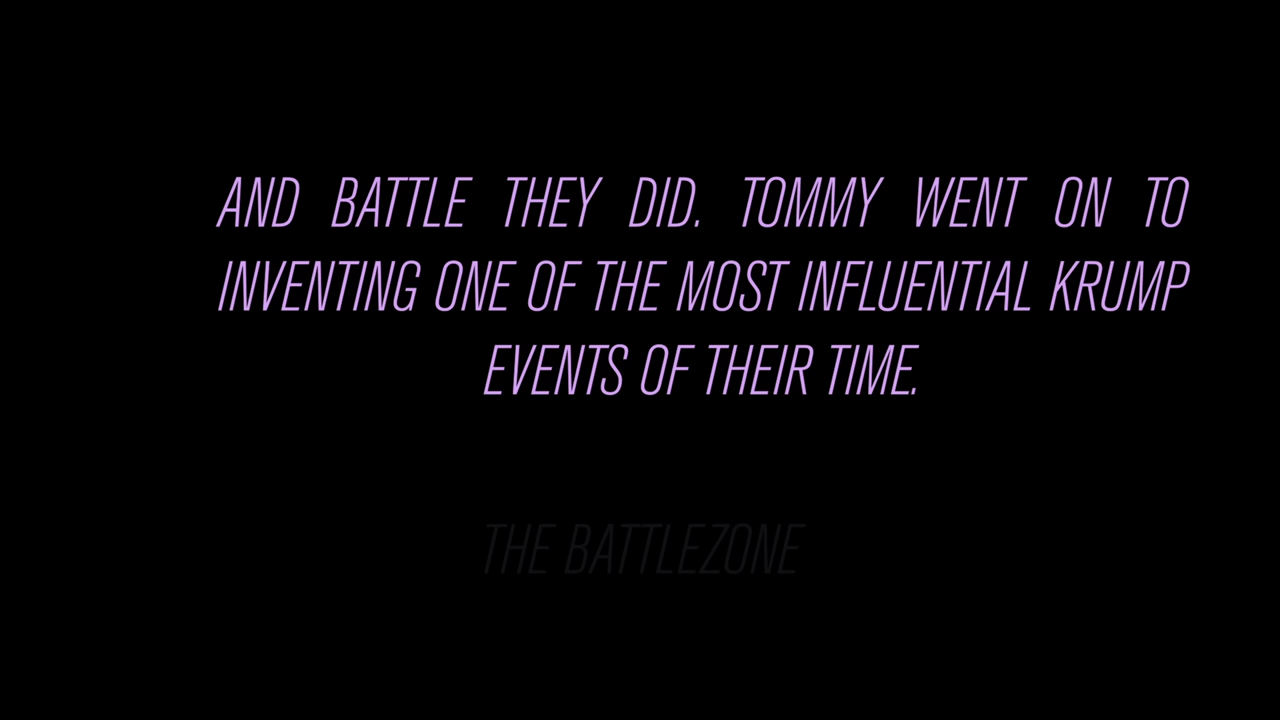 AND BATTLE THEY DID. TOMMY WENT ON TO
INVENTING ONE OF THE MOST INFLUENTIAL KRUMP
EVENTS OF THEIR TIME.
THE BATTLEZONE